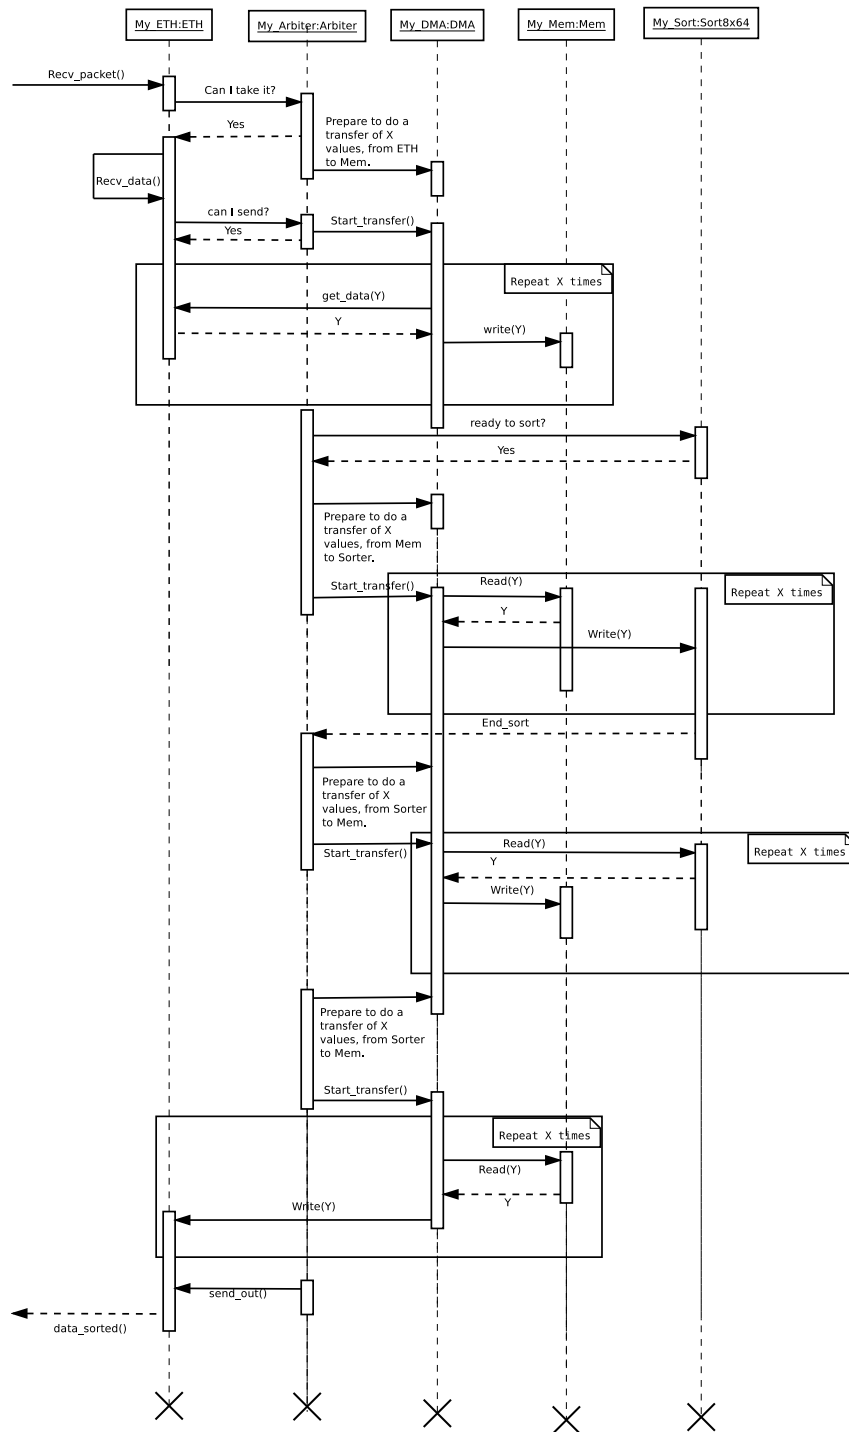 My_ETH:ETH
My_Arbiter:Arbiter
My_DMA:DMA
My_Mem:Mem
My_Sort:Sort8x64
Recv_packet()
Can I take it?
Yes
Prepare to do a
transfer of X
values, from ETH
to Mem.
Recv_data()
can I send?
Yes
Start_transfer()
Repeat X times
get_data(Y)
Y
write(Y)
ready to sort?
Yes
Prepare to do a
transfer of X
values, from Mem
to Sorter.
Start_transfer()
Read(Y)
Repeat X times
Y
Write(Y)
End_sort
Prepare to do a
transfer of X
values, from Sorter
to Mem.
Start_transfer()
Read(Y)
Repeat X times
Y
Write(Y)
Prepare to do a
transfer of X
values, from Sorter
to Mem.
Start_transfer()
Repeat X times
Read(Y)
Y
Write(Y)
send_out()
data_sorted()